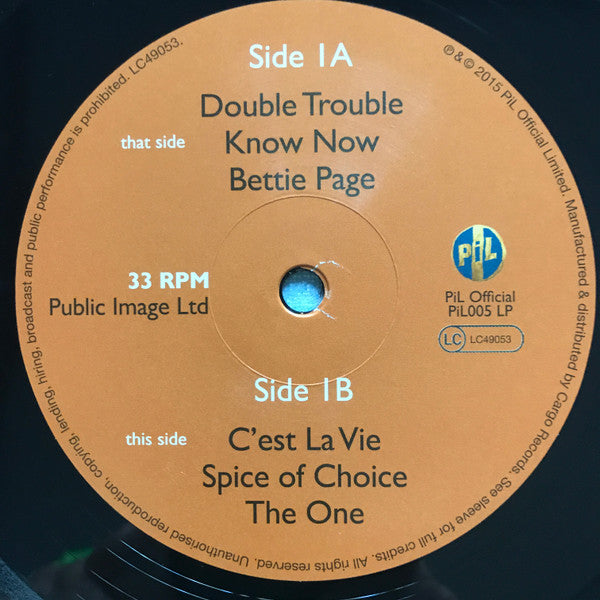 Side 1A
Double Trouble
that side
Know Now
Bettie Page
33 RPM
Public Image Ltd
PiL
PiL Official
PiL005 LP
LC LC49053
Side 1B
this side
C'est La Vie
Spice of Choice
The One
℗ & © 2015 PiL Official Limited. Manufactured & distributed by Cargo Records. See sleeve for full credits. All rights reserved. Unauthorised reproduction, copying, lending, hiring, broadcast and public performance is prohibited. LC49053.